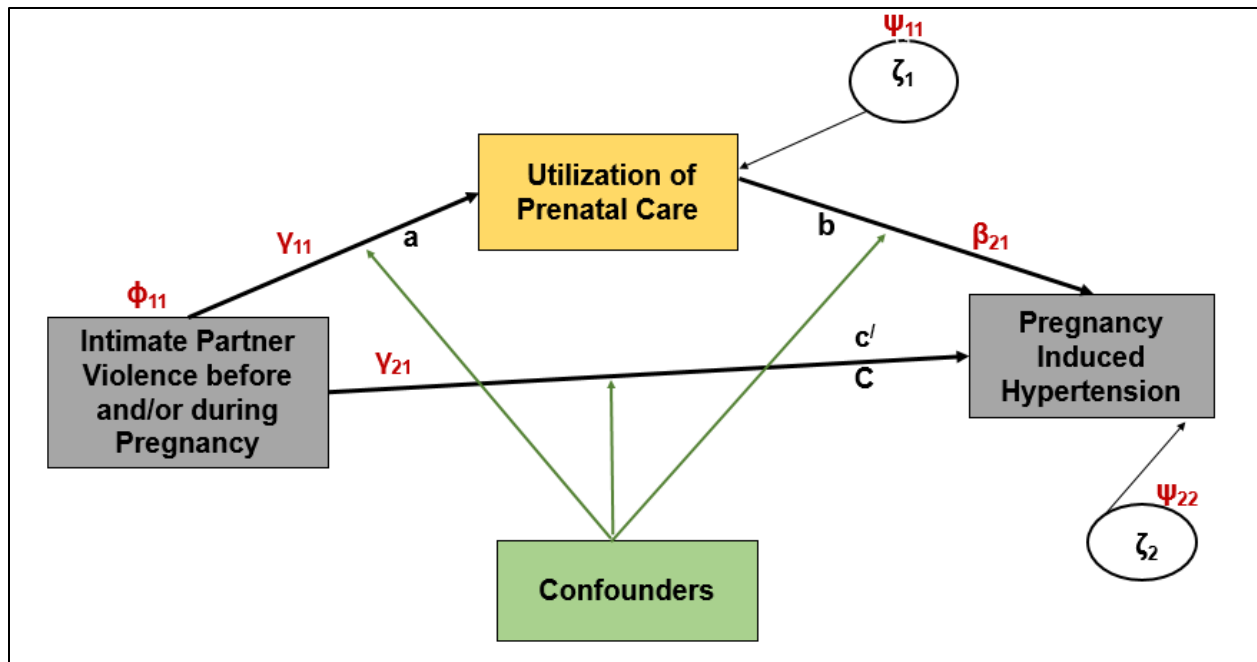 Ψ₁₁
ζ₁
Utilization of
Prenatal Care
γ₁₁
a
b
β₂₁
Φ₁₁
Intimate Partner
Violence before
and/or during
Pregnancy
γ₂₁
c/
C
Pregnancy
Induced
Hypertension
Ψ₂₂
ζ₂
Confounders